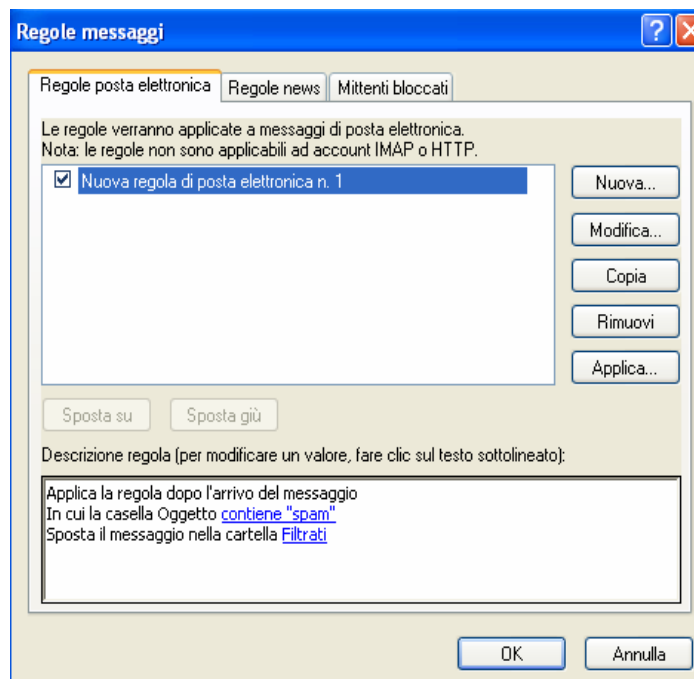 Regole messaggi
Regole posta elettronica Regole news Mittenti bloccati
Le regole verranno applicate a messaggi di posta elettronica.
Nota: le regole non sono applicabili ad account IMAP o HTTP.
Nuova regola di posta elettronica n. 1
Nuova...
Modifica...
Copia
Rimuovi
Applica...
Sposta su Sposta giù
Descrizione regola (per modificare un valore, fare clic sul testo sottolineato):
Applica la regola dopo l'arrivo del messaggio
In cui la casella Oggetto contiene "spam"
Sposta il messaggio nella cartella Filtrati
OK Annulla